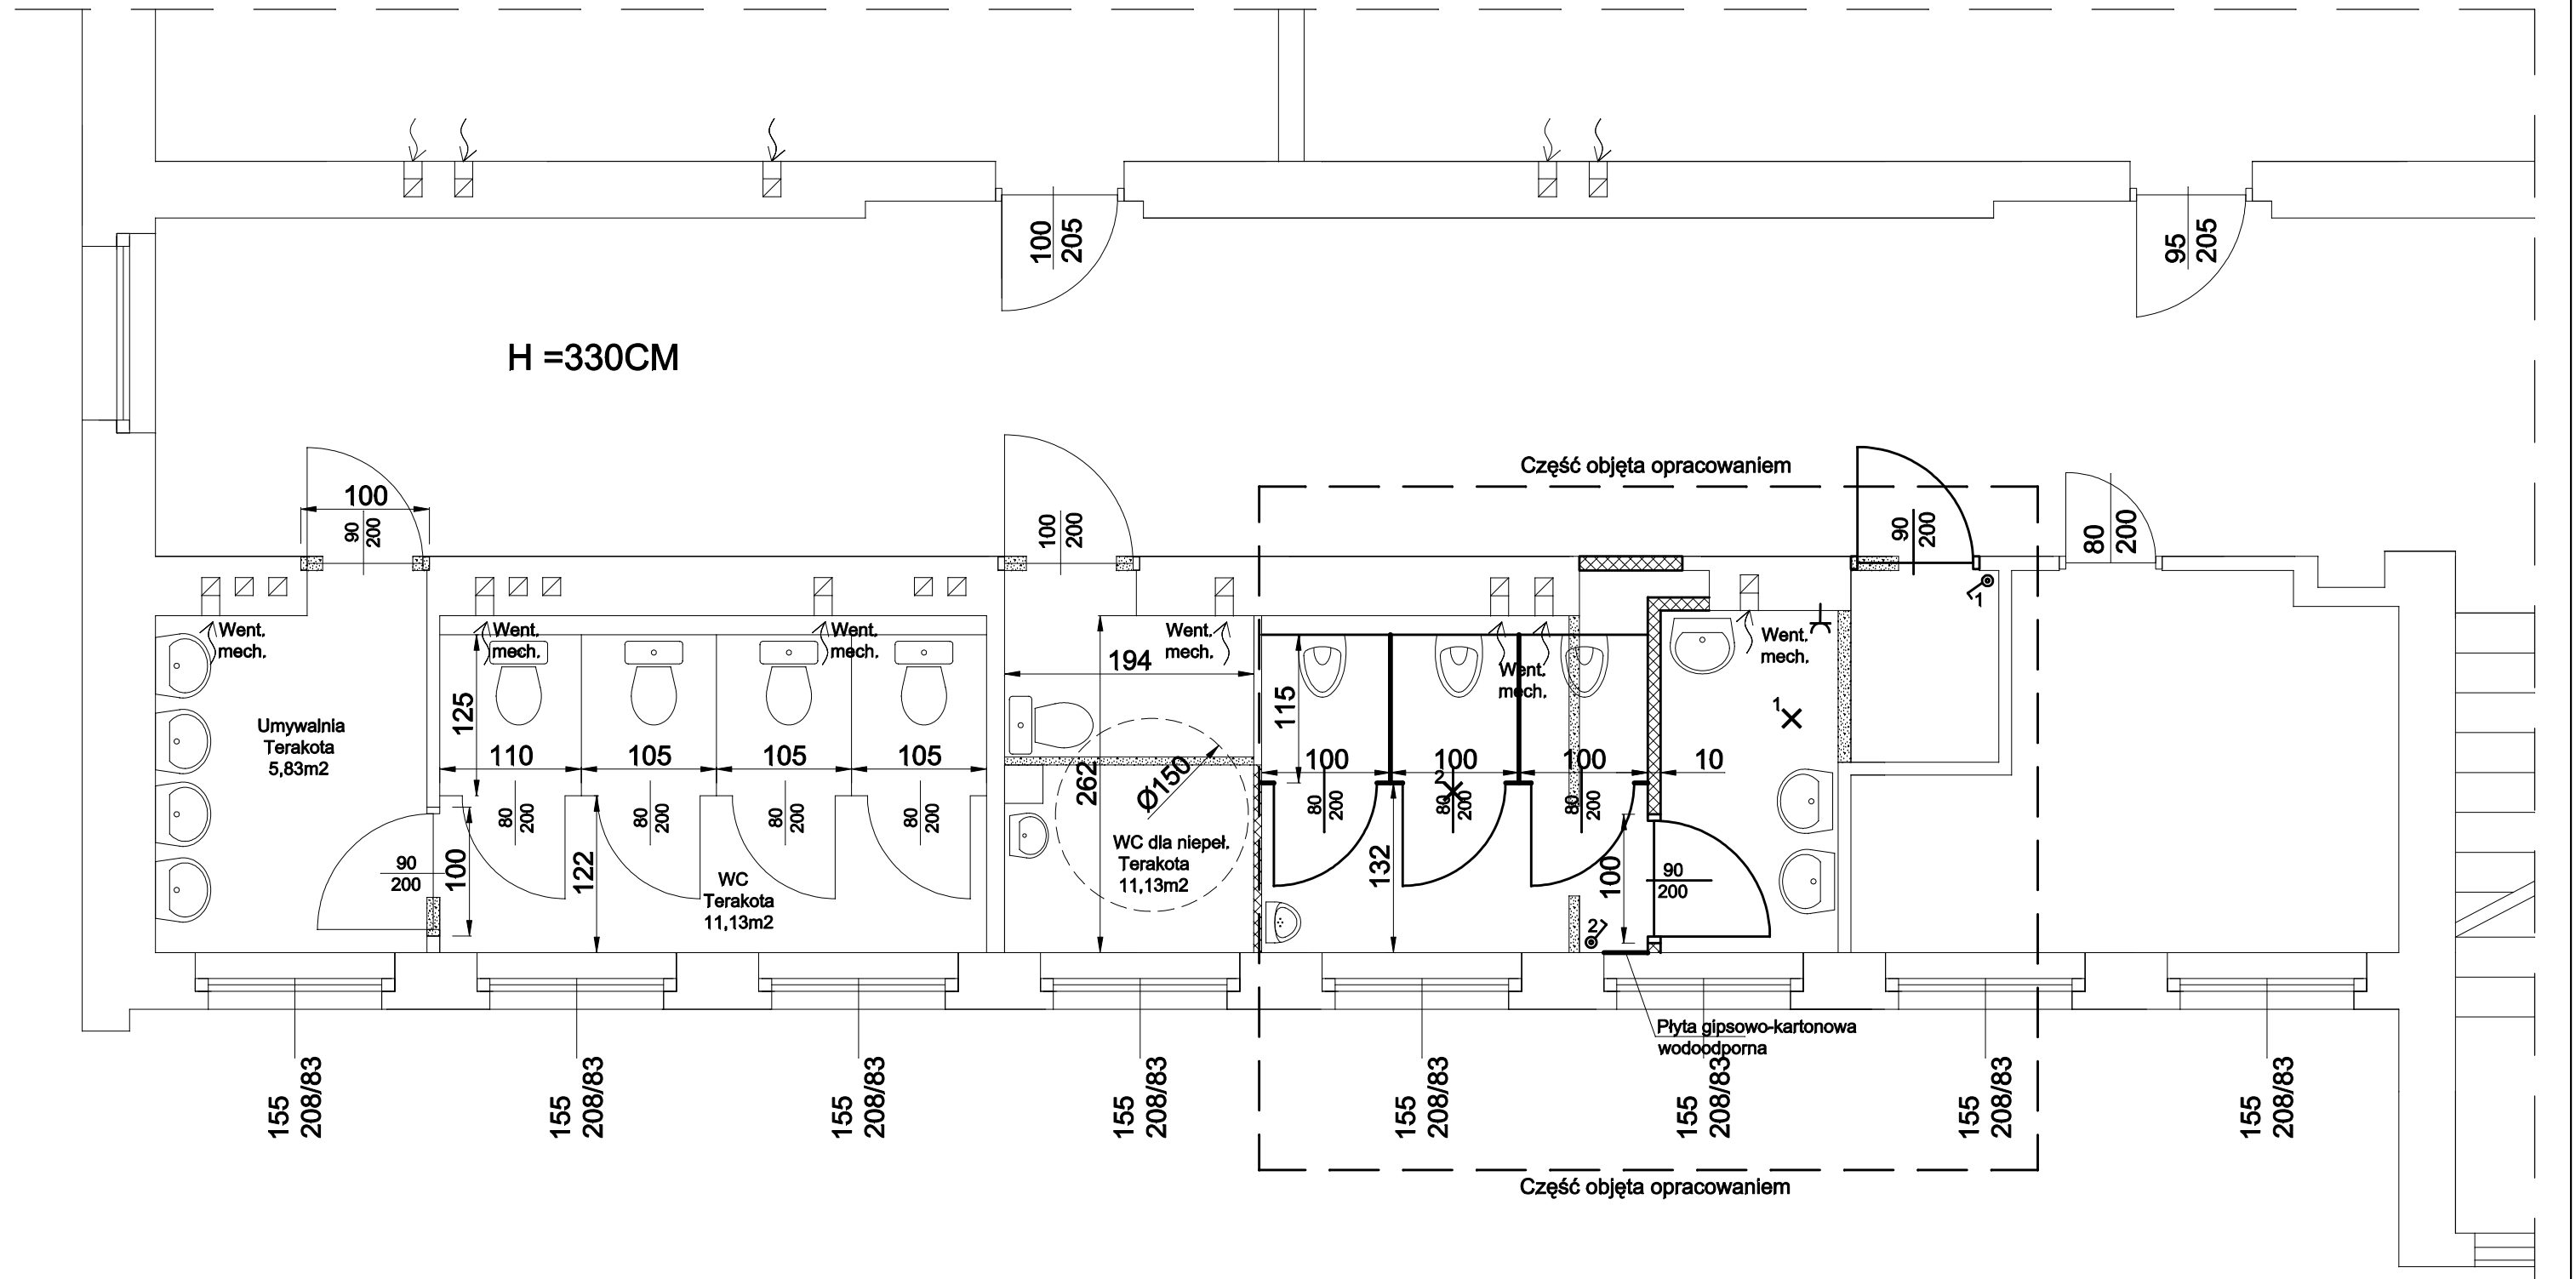 100
205
95
205
H =330CM
Część objęta opracowaniem
100
90
200
100
200
90
200
80
200
1
Went.
mech.
Went.
mech.
Went.
mech.
Went.
mech.
Went.
mech.
Went.
mech.
194
125
115
Umywalnia
Terakota
5,83m2
110
105
105
105
262
Ø150
100
100
100
10
1
2
80
200
80
200
80
200
80
200
80
200
80
200
80
200
90
200
100
122
WC
Terakota
11,13m2
WC dla niepeł.
Terakota
11,13m2
132
100
90
200
2
Płyta gipsowo-kartonowa
wodoodporna
155
208/83
155
208/83
155
208/83
155
208/83
155
208/83
155
208/83
155
208/83
155
208/83
Część objęta opracowaniem